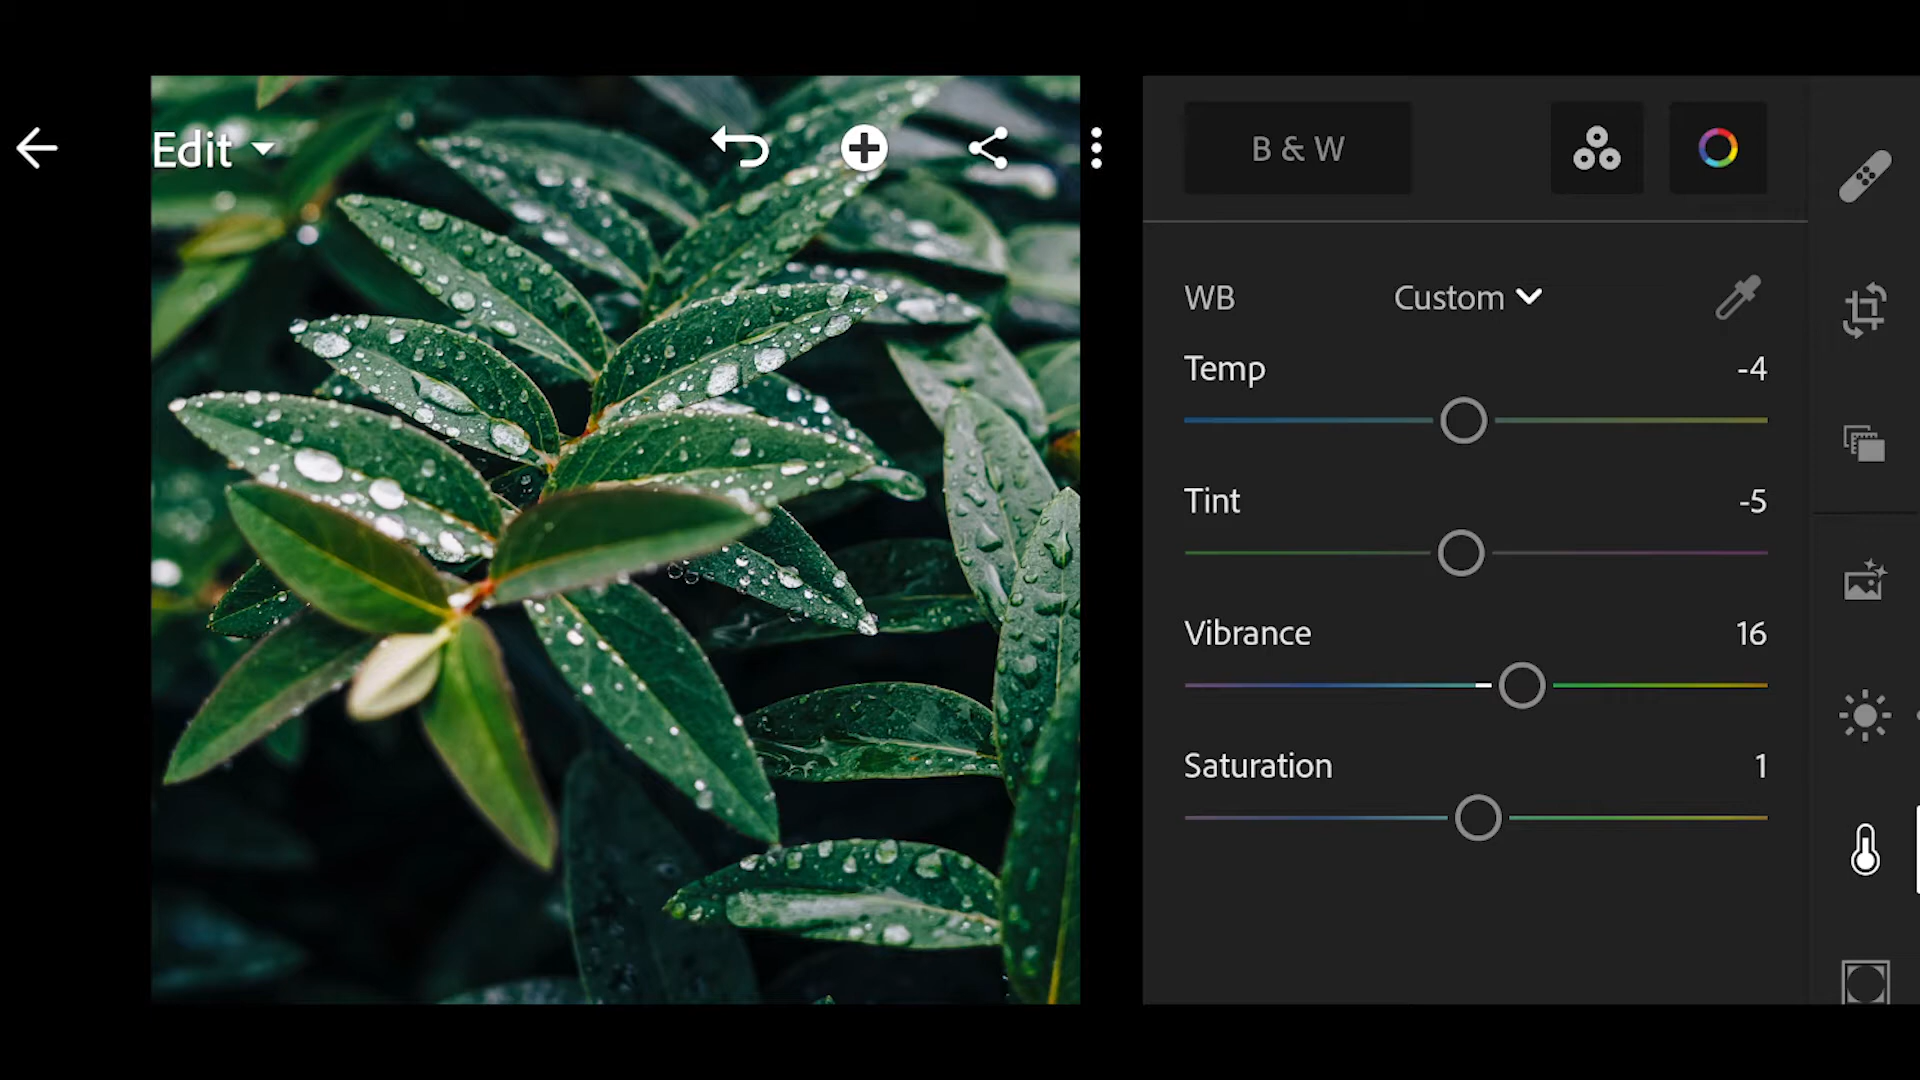 Edit
B & W
WB Custom
Temp -4
Tint -5
Vibrance 16
Saturation 1